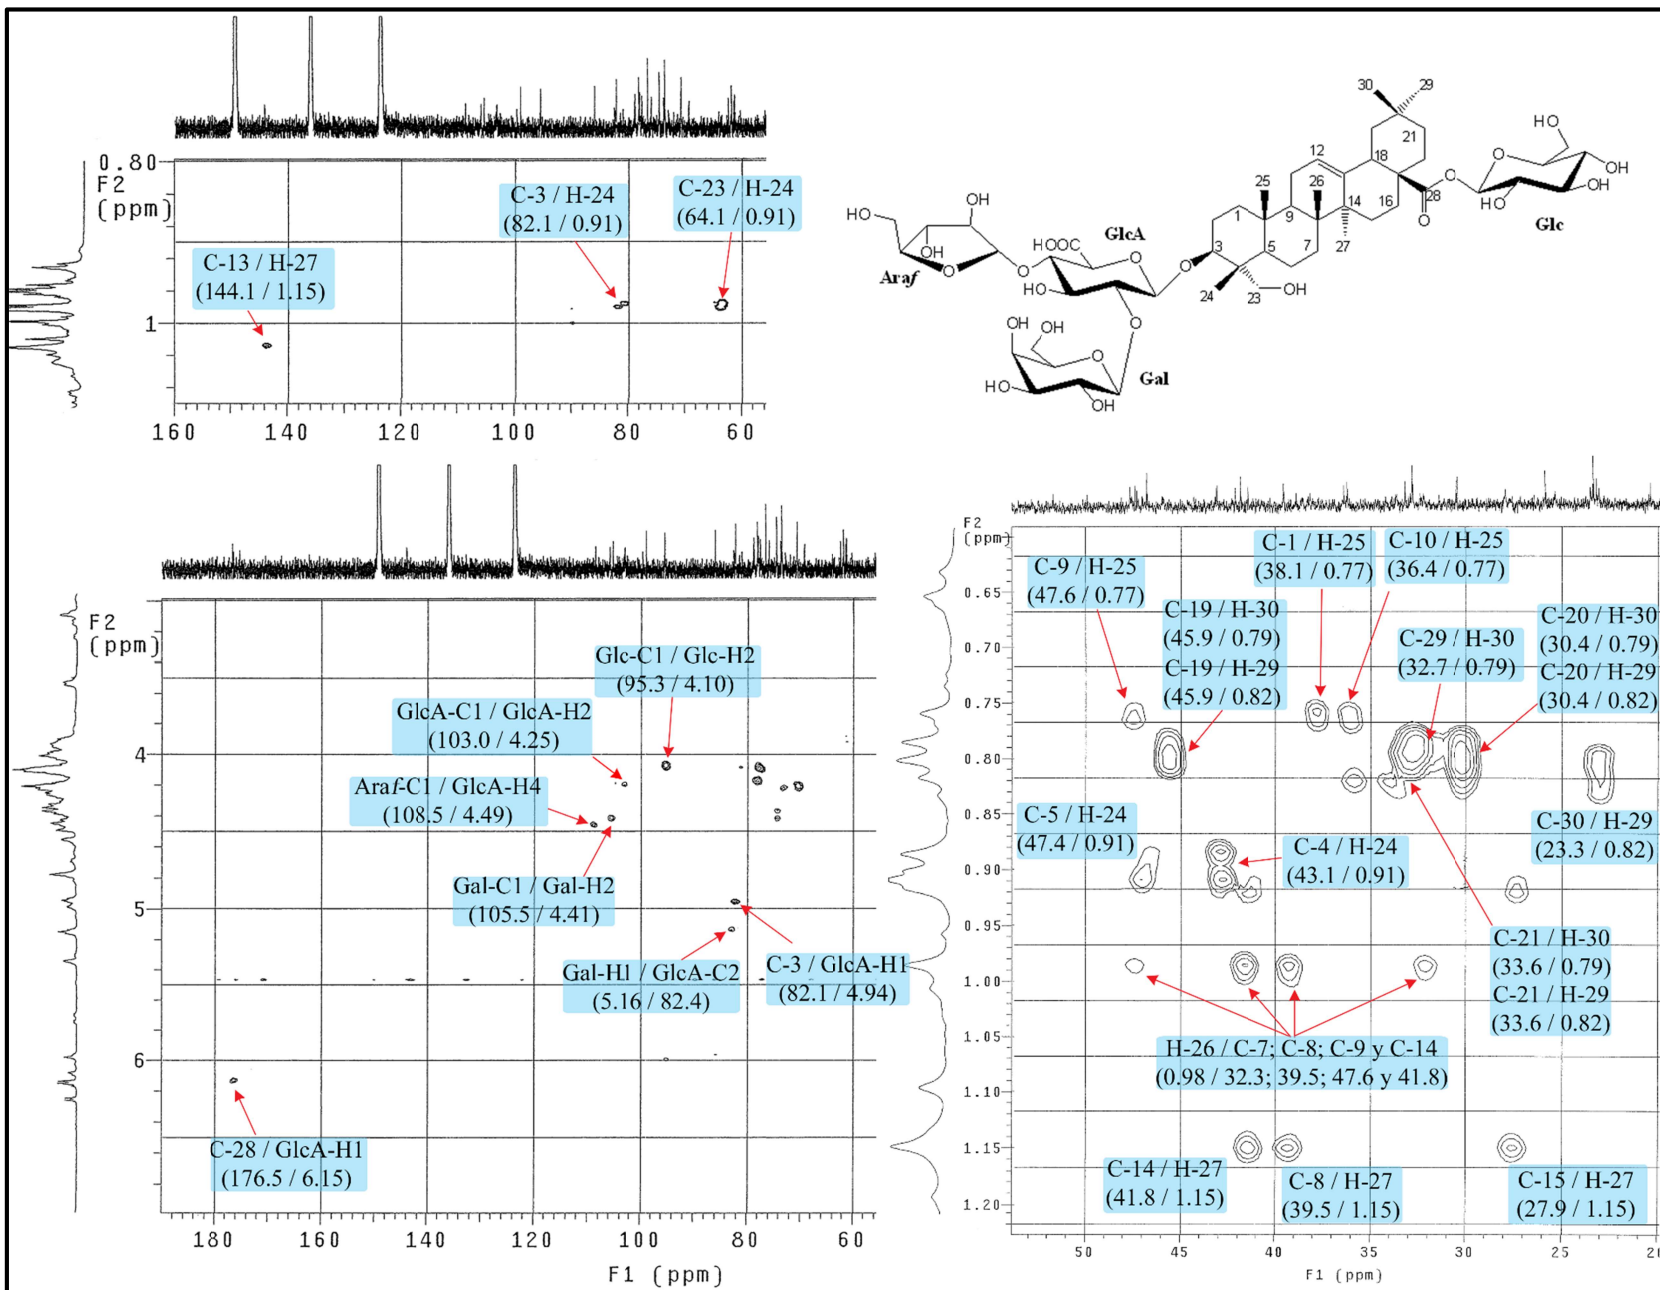 0.80
F2
(ppm)
1
C-13 / H-27
(144.1 / 1.15)
C-3 / H-24
(82.1 / 0.91)
C-23 / H-24
(64.1 / 0.91)
160 140 120 100 80 60
30 29
21
12
18
HO
O
OH
HO
OH
HO
25 26
28
O
O
Glc
1 9 14 16
OH
HO
GlcA
HOOC
O
3 5 7 27
OH
O
Araf
O
O
HO
OH
24 23
OH
O
OH OH
O
HO
OH
Gal
F2
(ppm)
4
5
6
Glc-C1 / Glc-H2
(95.3 / 4.10)
GlcA-C1 / GlcA-H2
(103.0 / 4.25)
Araf-C1 / GlcA-H4
(108.5 / 4.49)
Gal-C1 / Gal-H2
(105.5 / 4.41)
Gal-H1 / GlcA-C2
(5.16 / 82.4)
C-3 / GlcA-H1
(82.1 / 4.94)
C-28 / GlcA-H1
(176.5 / 6.15)
180 160 140 120 100 80 60
F1 (ppm)
F2
(ppm)
0.65
0.70
0.75
0.80
0.85
0.90
0.95
1.00
1.05
1.10
1.15
1.20
C-9 / H-25
(47.6 / 0.77)
C-1 / H-25
(38.1 / 0.77)
C-10 / H-25
(36.4 / 0.77)
C-19 / H-30
(45.9 / 0.79)
C-19 / H-29
(45.9 / 0.82)
C-29 / H-30
(32.7 / 0.79)
C-20 / H-30
(30.4 / 0.79)
C-20 / H-29
(30.4 / 0.82)
C-5 / H-24
(47.4 / 0.91)
C-4 / H-24
(43.1 / 0.91)
C-30 / H-29
(23.3 / 0.82)
C-21 / H-30
(33.6 / 0.79)
C-21 / H-29
(33.6 / 0.82)
H-26 / C-7; C-8; C-9 y C-14
(0.98 / 32.3; 39.5; 47.6 y 41.8)
C-14 / H-27
(41.8 / 1.15)
C-8 / H-27
(39.5 / 1.15)
C-15 / H-27
(27.9 / 1.15)
50 45 40 35 30 25 20
F1 (ppm)